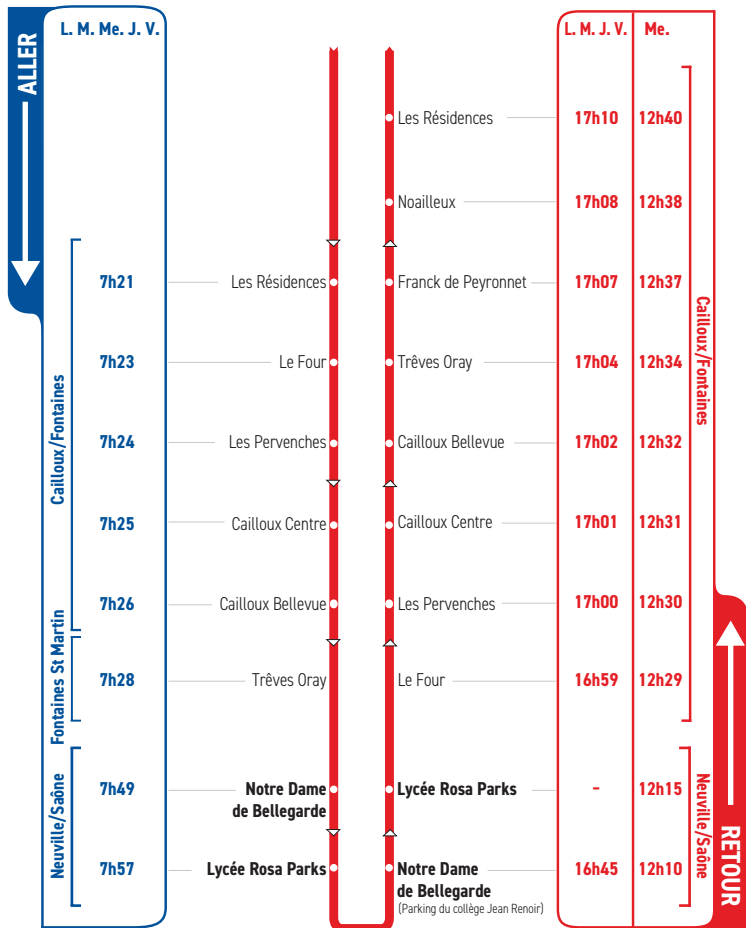 ALLER
L. M. Me. J. V.
L. M. J. V.
Me.
Les Résidences
17h10
12h40
Noailleux
17h08
12h38
7h21
Les Résidences
Franck de Peyronnet
17h07
12h37
7h23
Le Four
Trêves Oray
17h04
12h34
7h24
Les Pervenches
Cailloux Bellevue
17h02
12h32
7h25
Cailloux Centre
Cailloux Centre
17h01
12h31
7h26
Cailloux Bellevue
Les Pervenches
17h00
12h30
7h28
Trêves Oray
Le Four
16h59
12h29
7h49
Notre Dame
de Bellegarde
Lycée Rosa Parks
-
12h15
7h57
Lycée Rosa Parks
Notre Dame
de Bellegarde
(Parking du collège Jean Renoir)
16h45
12h10
Cailloux/Fontaines
Fontaines St Martin
Neuville/Saône
Cailloux/Fontaines
Neuville/Saône
RETOUR